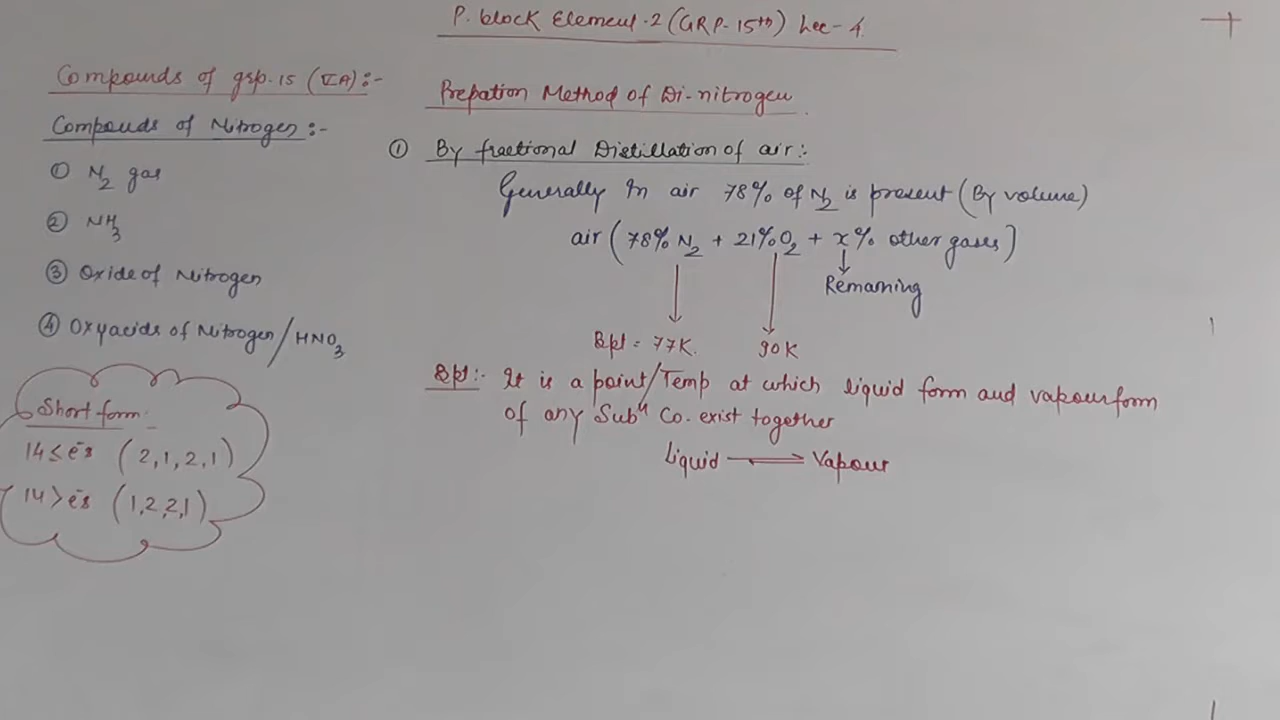 P. block Element-2 (GRP-15th) Lec-4.
Compounds of grp.15 (VA):-
Compouds of Nitrogen:-
① N2 gas
② NH3
③ Oxide of Nitrogen
④ Oxyacids of Nitrogen/HNO3
Short form:
14≤ e̅s (2,1,2,1)
14> e̅s (1,2,2,1)
Prepation Method of Di-nitrogen
① By fractional Distillation of air:-
Generally In air 78% of N2 is present (By volume)
air (78% N2 + 21% O2 + x% other gases)
Remaining
Bpt = 77K. 90K
Bpt:- It is a point/Temp at which liquid form and vapour form
of any Subⁿ Co. exist together
Liquid ⇌ Vapour